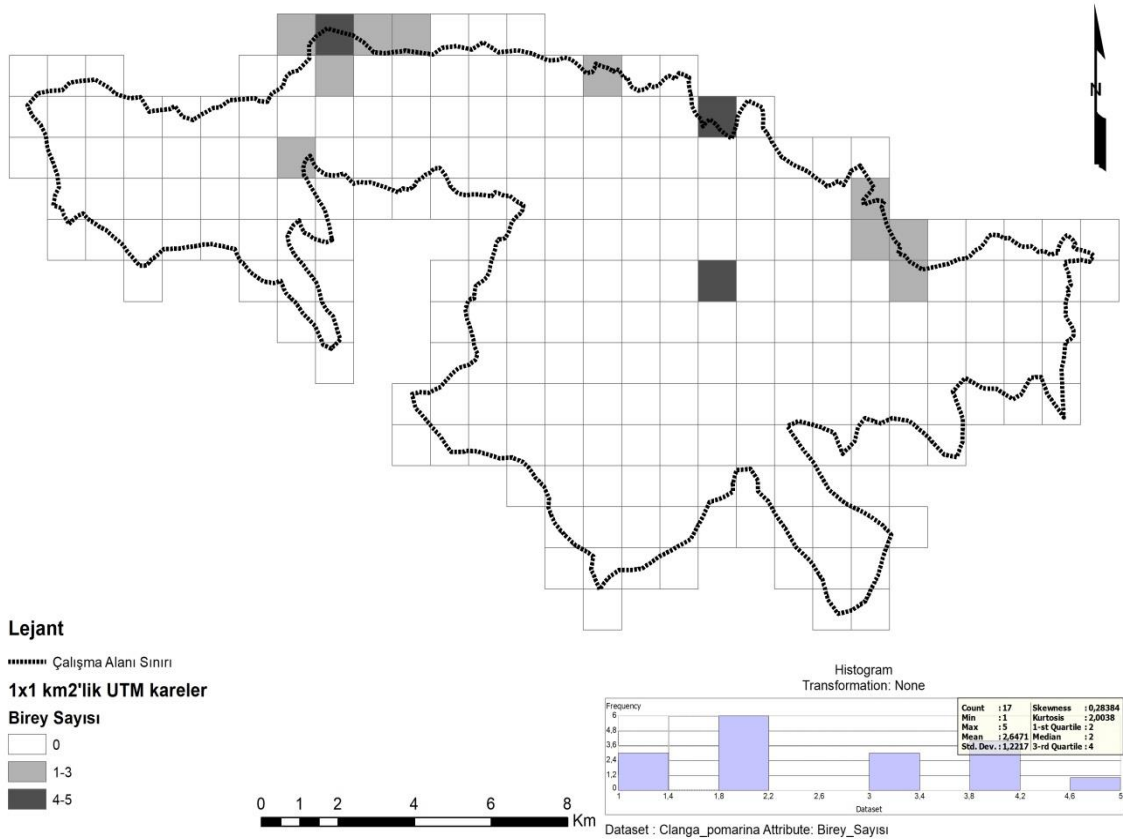 N
Lejant
Çalışma Alanı Sınırı
1x1 km2'lik UTM kareler
Birey Sayısı
0
1-3
4-5
0 1 2 4 6 8
Km
Histogram
Transformation: None
Frequency
6
4,8
3,6
2,4
1,2
0
1 1,4 1,8 2,2 2,6 3 3,4 3,8 4,2 4,6 5
Dataset
Count : 17 Skewness : 0,28384
Min : 1 Kurtosis : 2,0038
Max : 5 1-st Quartile : 2
Mean : 2,6471 Median : 2
Std. Dev. : 1,2217 3-rd Quartile : 4
Dataset : Clanga_pomarina Attribute: Birey_Sayısı